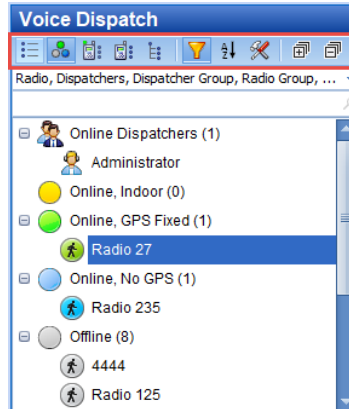 Voice Dispatch
Radio, Dispatchers, Dispatcher Group, Radio Group, ...
Online Dispatchers (1)
Administrator
Online, Indoor (0)
Online, GPS Fixed (1)
Radio 27
Online, No GPS (1)
Radio 235
Offline (8)
4444
Radio 125